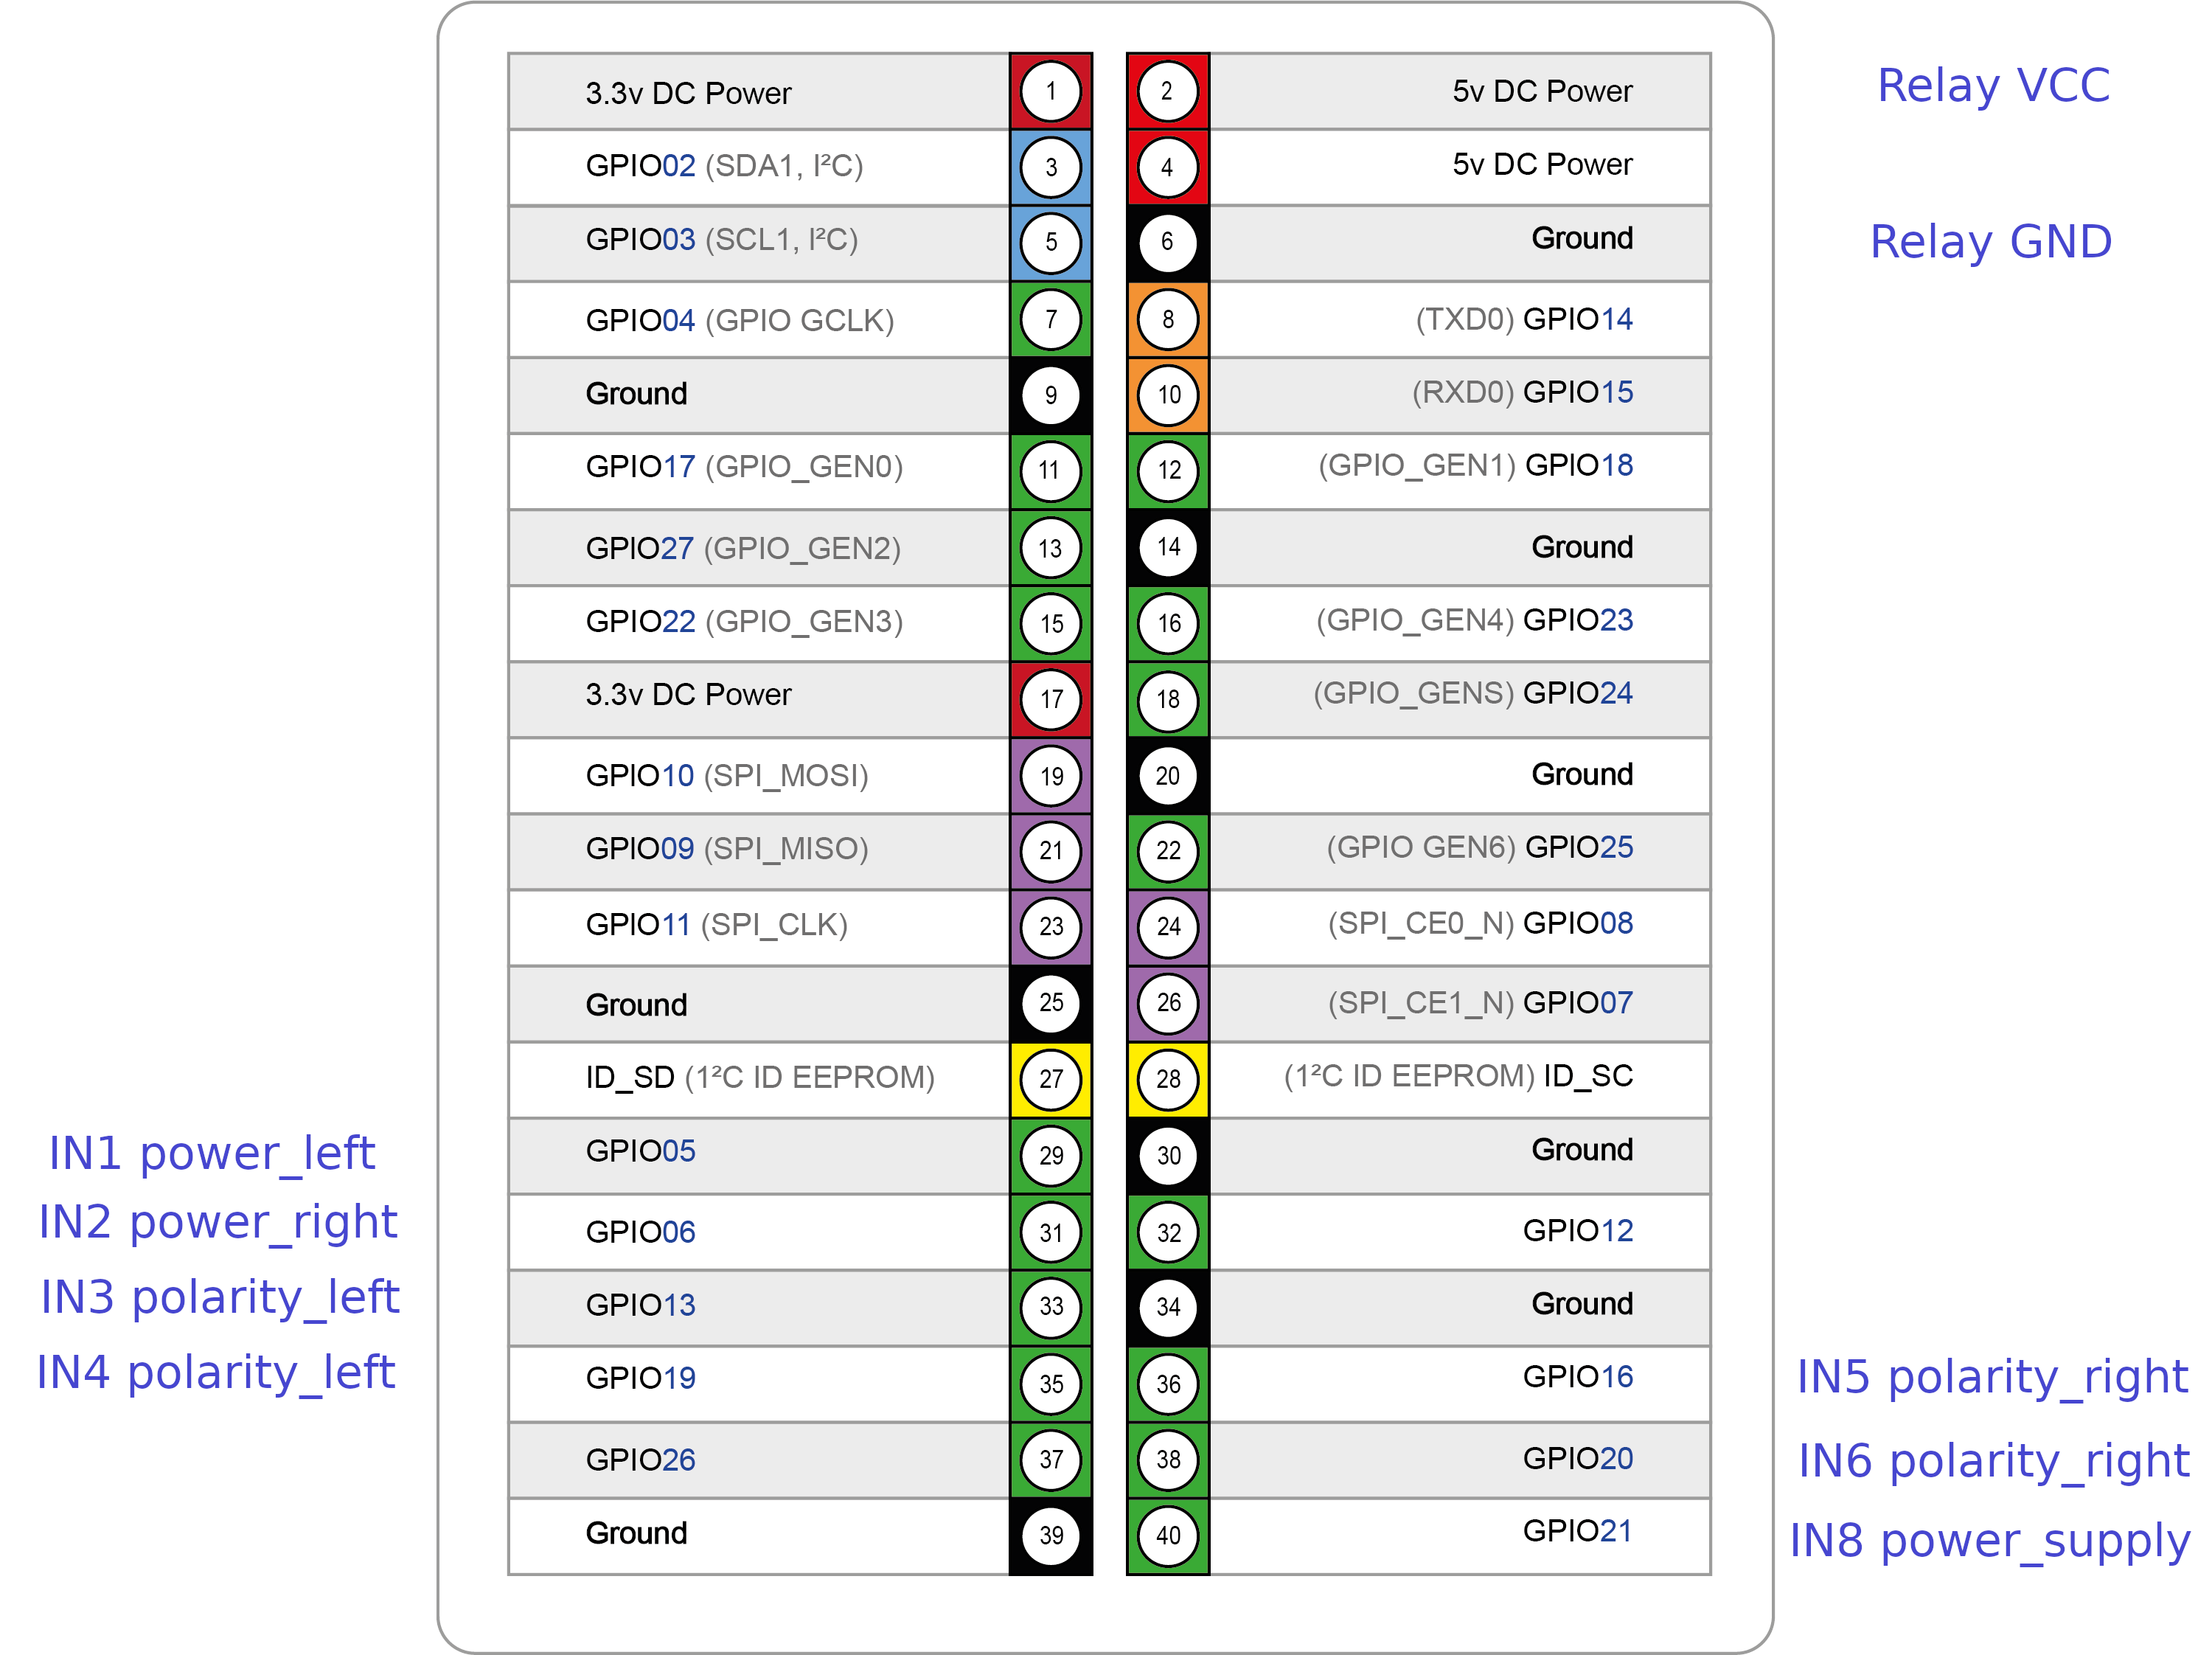 3.3v DC Power 1 2 5v DC Power Relay VCC
GPIO02 (SDA1, I²C) 3 4 5v DC Power
GPIO03 (SCL1, I²C) 5 6 Ground Relay GND
GPIO04 (GPIO GCLK) 7 8 (TXD0) GPIO14
Ground 9 10 (RXD0) GPIO15
GPIO17 (GPIO_GEN0) 11 12 (GPIO_GEN1) GPIO18
GPIO27 (GPIO_GEN2) 13 14 Ground
GPIO22 (GPIO_GEN3) 15 16 (GPIO_GEN4) GPIO23
3.3v DC Power 17 18 (GPIO_GENS) GPIO24
GPIO10 (SPI_MOSI) 19 20 Ground
GPIO09 (SPI_MISO) 21 22 (GPIO GEN6) GPIO25
GPIO11 (SPI_CLK) 23 24 (SPI_CE0_N) GPIO08
Ground 25 26 (SPI_CE1_N) GPIO07
ID_SD (1²C ID EEPROM) 27 28 (1²C ID EEPROM) ID_SC
IN1 power_left GPIO05 29 30 Ground
IN2 power_right GPIO06 31 32 GPIO12
IN3 polarity_left GPIO13 33 34 Ground
IN4 polarity_left GPIO19 35 36 GPIO16 IN5 polarity_right
GPIO26 37 38 GPIO20 IN6 polarity_right
Ground 39 40 GPIO21 IN8 power_supply